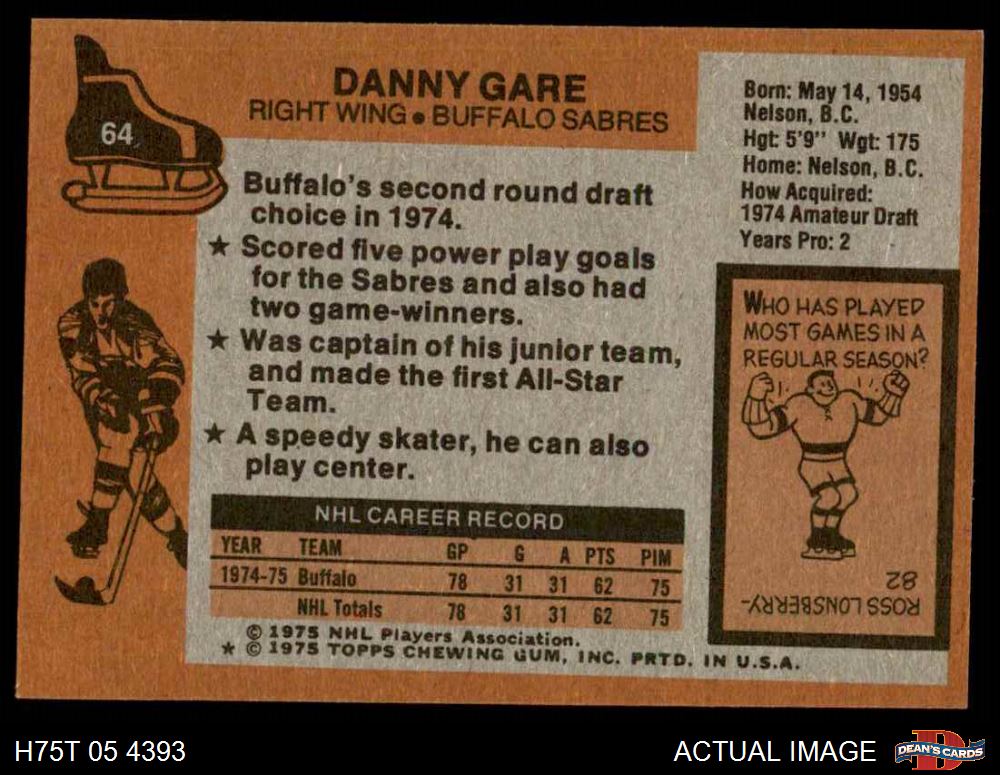 64
DANNY GARE
RIGHT WING • BUFFALO SABRES
Buffalo's second round draft
choice in 1974.
★ Scored five power play goals
for the Sabres and also had
two game-winners.
★ Was captain of his junior team,
and made the first All-Star
Team.
★ A speedy skater, he can also
play center.
Born: May 14, 1954
Nelson, B.C.
Hgt: 5'9" Wgt: 175
Home: Nelson, B.C.
How Acquired:
1974 Amateur Draft
Years Pro: 2
WHO HAS PLAYED
MOST GAMES IN A
REGULAR SEASON?
ROSS LONSBERRY-
82
NHL CAREER RECORD
YEAR TEAM GP G A PTS PIM
1974-75 Buffalo 78 31 31 62 75
NHL Totals 78 31 31 62 75
© 1975 NHL Players Association.
★ © 1975 TOPPS CHEWING GUM, INC. PRTD. IN U.S.A.
H75T 05 4393
ACTUAL IMAGE
D
DEAN'S CARDS